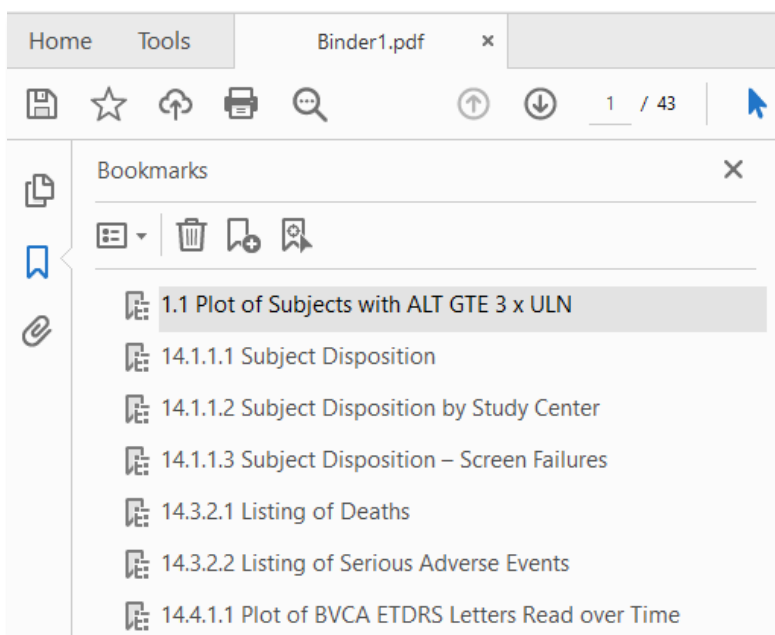 Home Tools Binder1.pdf ×
1 / 43
Bookmarks ×
1.1 Plot of Subjects with ALT GTE 3 x ULN
14.1.1.1 Subject Disposition
14.1.1.2 Subject Disposition by Study Center
14.1.1.3 Subject Disposition – Screen Failures
14.3.2.1 Listing of Deaths
14.3.2.2 Listing of Serious Adverse Events
14.4.1.1 Plot of BVCA ETDRS Letters Read over Time